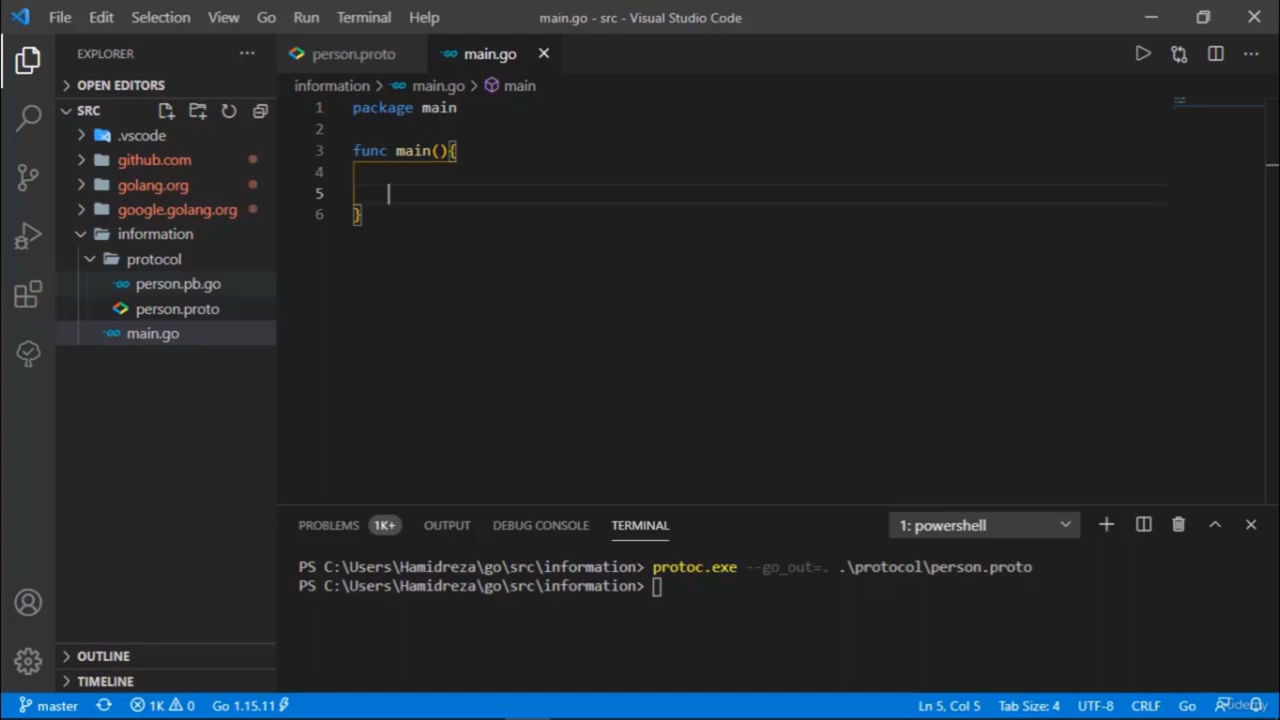 File Edit Selection View Go Run Terminal Help
main.go - src - Visual Studio Code
EXPLORER
OPEN EDITORS
SRC
.vscode
github.com
golang.org
google.golang.org
information
protocol
person.pb.go
person.proto
main.go
OUTLINE
TIMELINE
person.proto main.go
information > main.go > main
1 package main
2
3 func main(){
4
5
6 }
PROBLEMS 1K+ OUTPUT DEBUG CONSOLE TERMINAL 1: powershell
PS C:\Users\Hamidreza\go\src\information> protoc.exe --go_out=. .\protocol\person.proto
PS C:\Users\Hamidreza\go\src\information>
master 1K 0 Go 1.15.11 Ln 5, Col 5 Tab Size: 4 UTF-8 CRLF Go